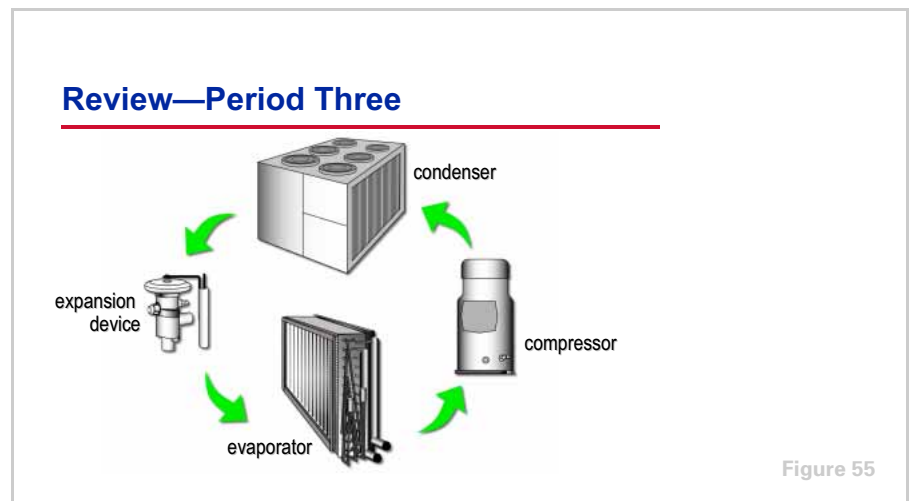 Review—Period Three
condenser
expansion
device
compressor
evaporator
Figure 55